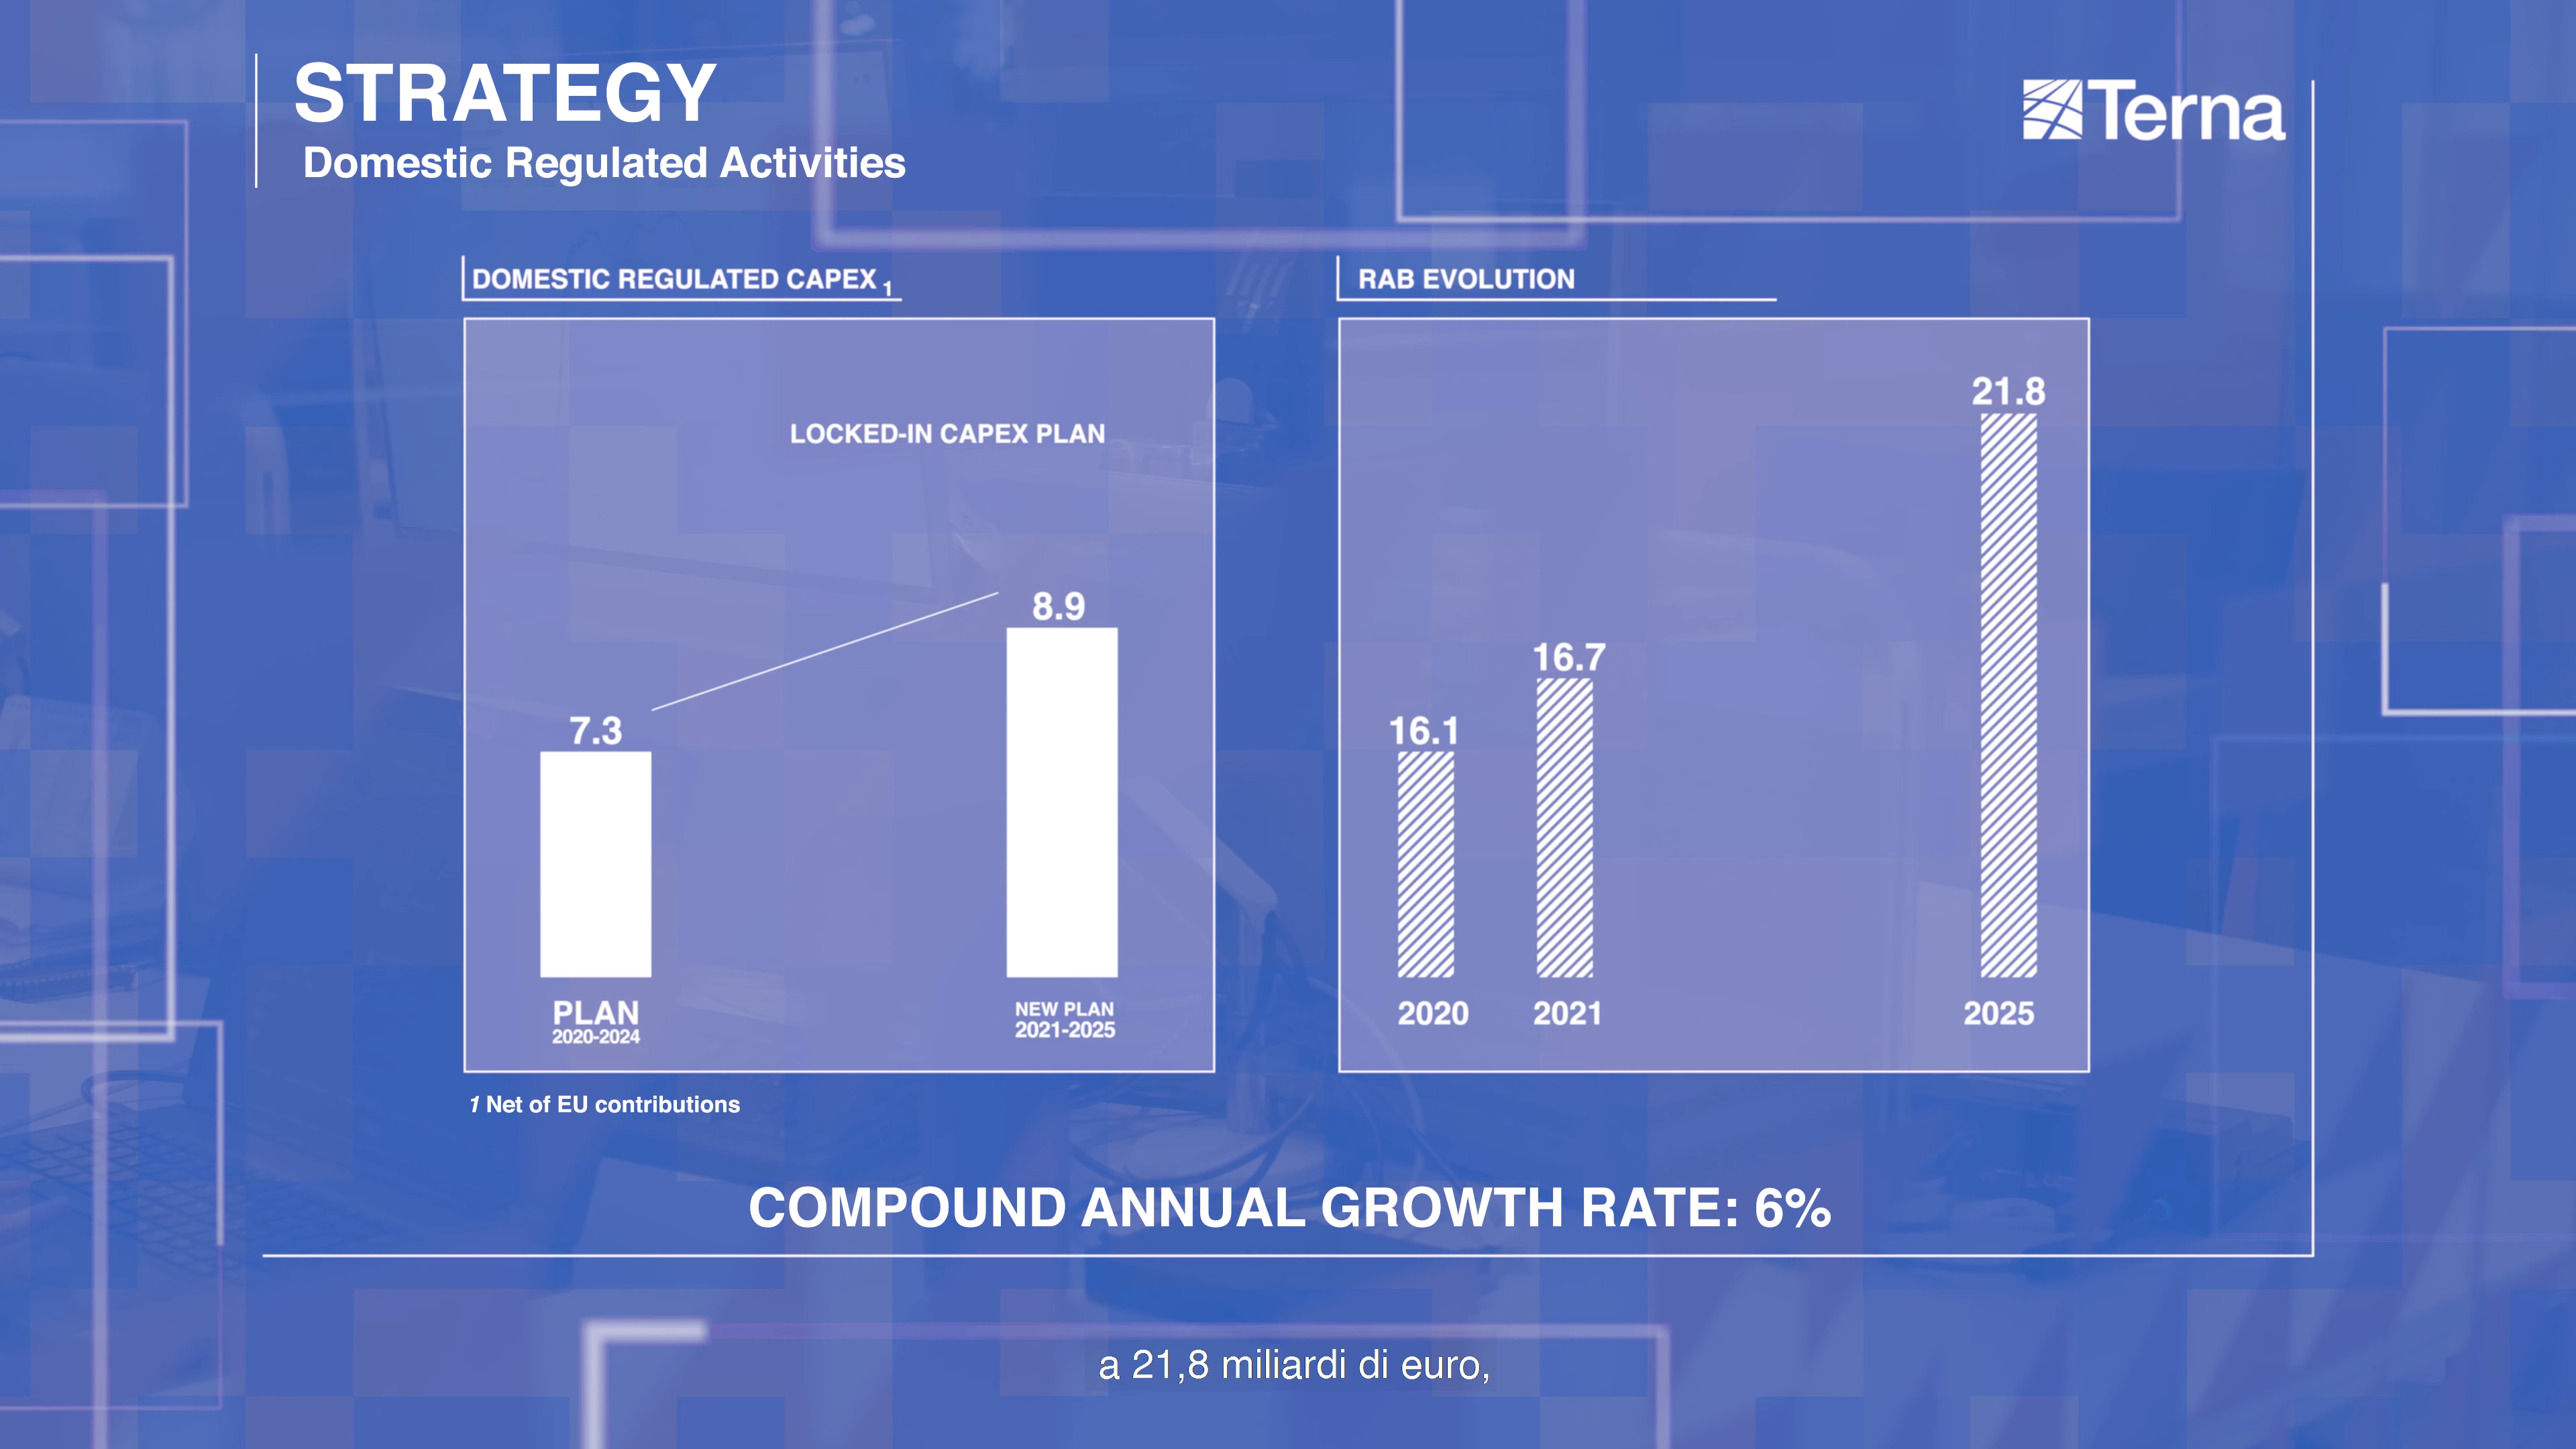 STRATEGY
Domestic Regulated Activities
Terna
DOMESTIC REGULATED CAPEX 1
LOCKED-IN CAPEX PLAN
7.3
8.9
PLAN
2020-2024
NEW PLAN
2021-2025
1 Net of EU contributions
RAB EVOLUTION
16.1
16.7
21.8
2020
2021
2025
COMPOUND ANNUAL GROWTH RATE: 6%
a 21,8 miliardi di euro,